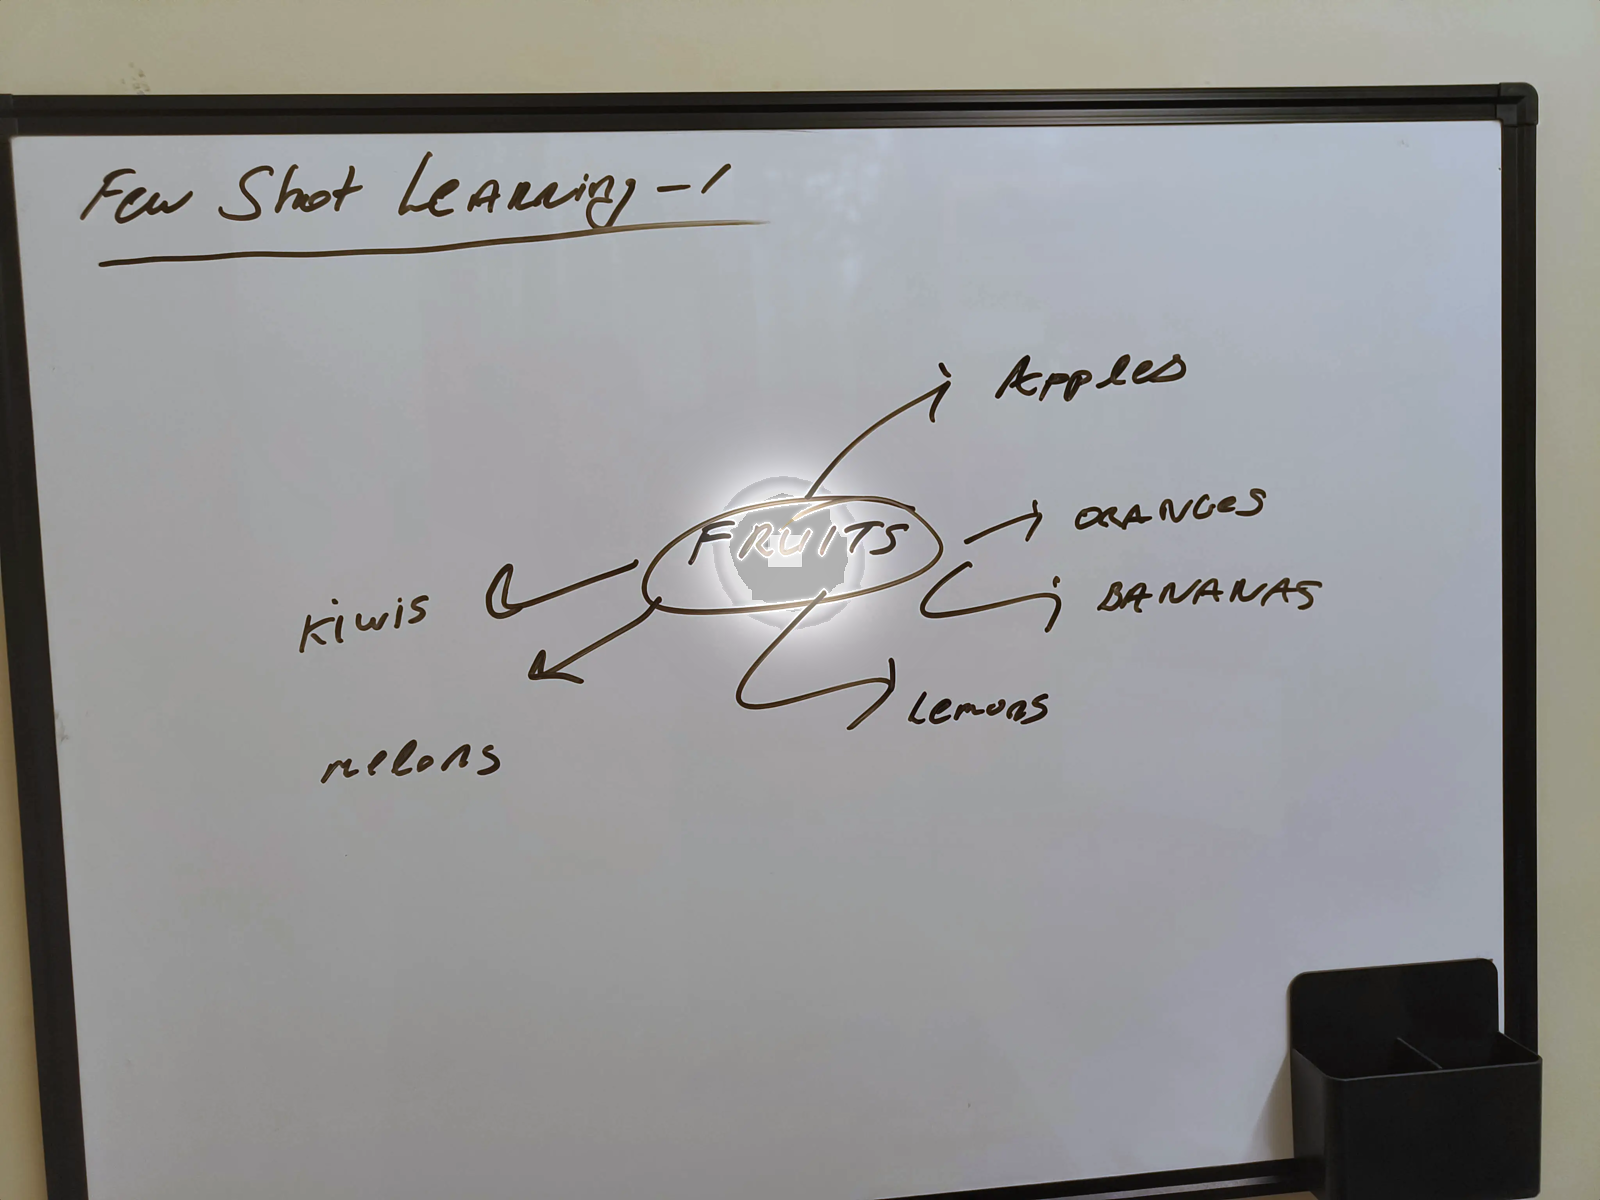 Few Shot Learning - 1
Apples
FRUITS
ORANGES
BANANAS
Kiwis
Lemons
melons